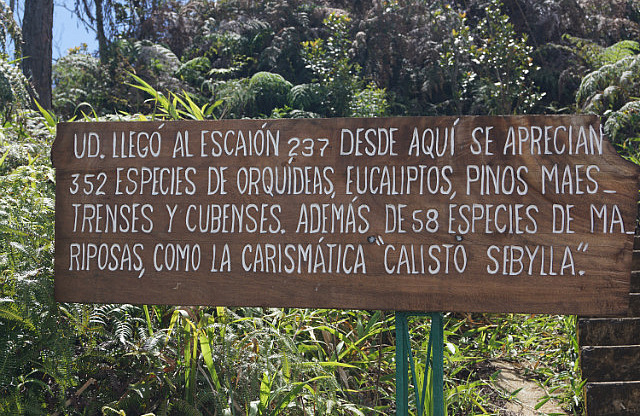 UD. LLEGÓ AL ESCAIÓN 237 DESDE AQUÍ SE APRECIAN
352 ESPECIES DE ORQUÍDEAS, EUCALIPTOS, PINOS MAES_
TRENSES Y CUBENSES. ADEMÁS DE 58 ESPECIES DE MA_
RIPOSAS, COMO LA CARISMÁTICA "CALISTO SEBYLLA".